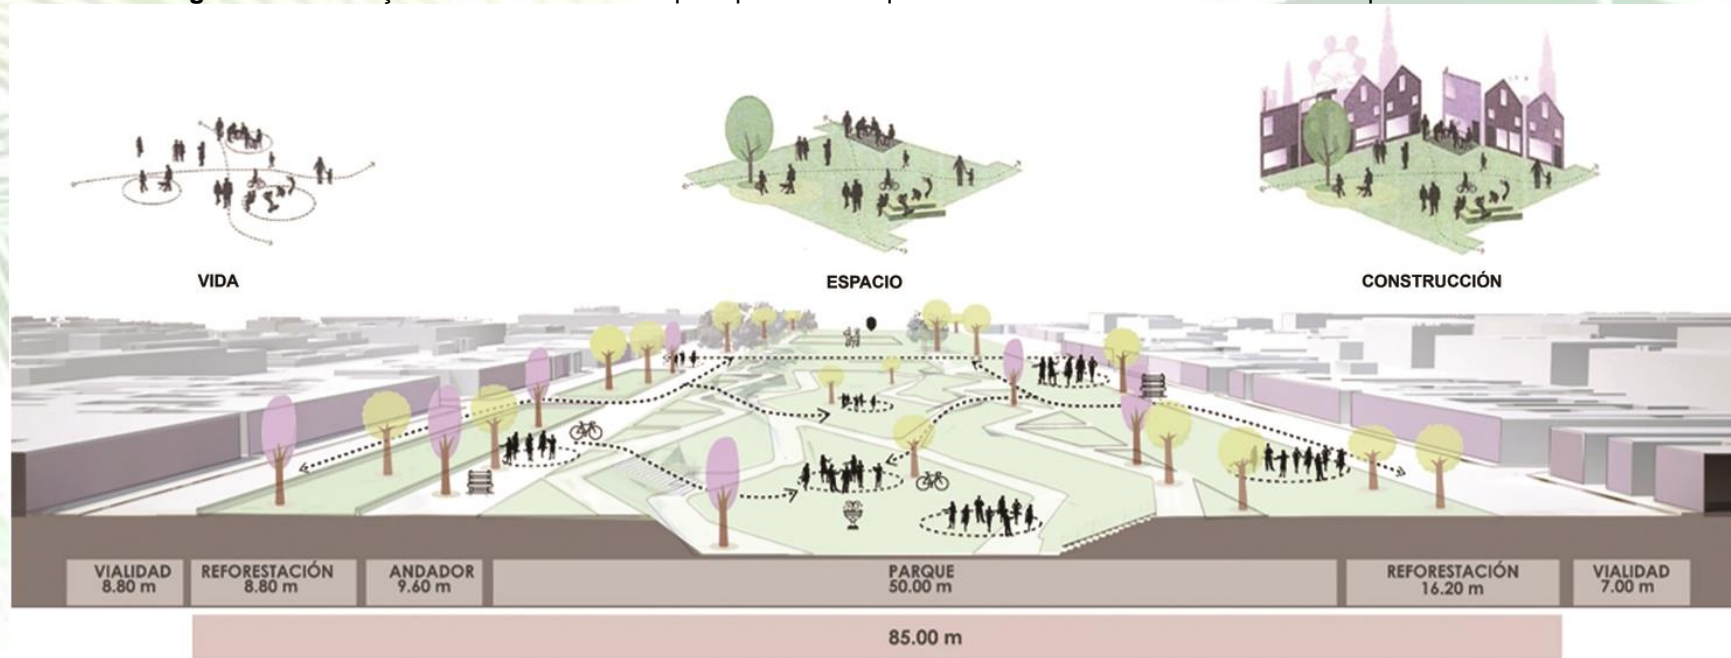 VIDA
ESPACIO
CONSTRUCCIÓN
VIALIDAD
8.80 m
REFORESTACIÓN
8.80 m
ANDADOR
9.60 m
PARQUE
50.00 m
REFORESTACIÓN
16.20 m
VIALIDAD
7.00 m
85.00 m